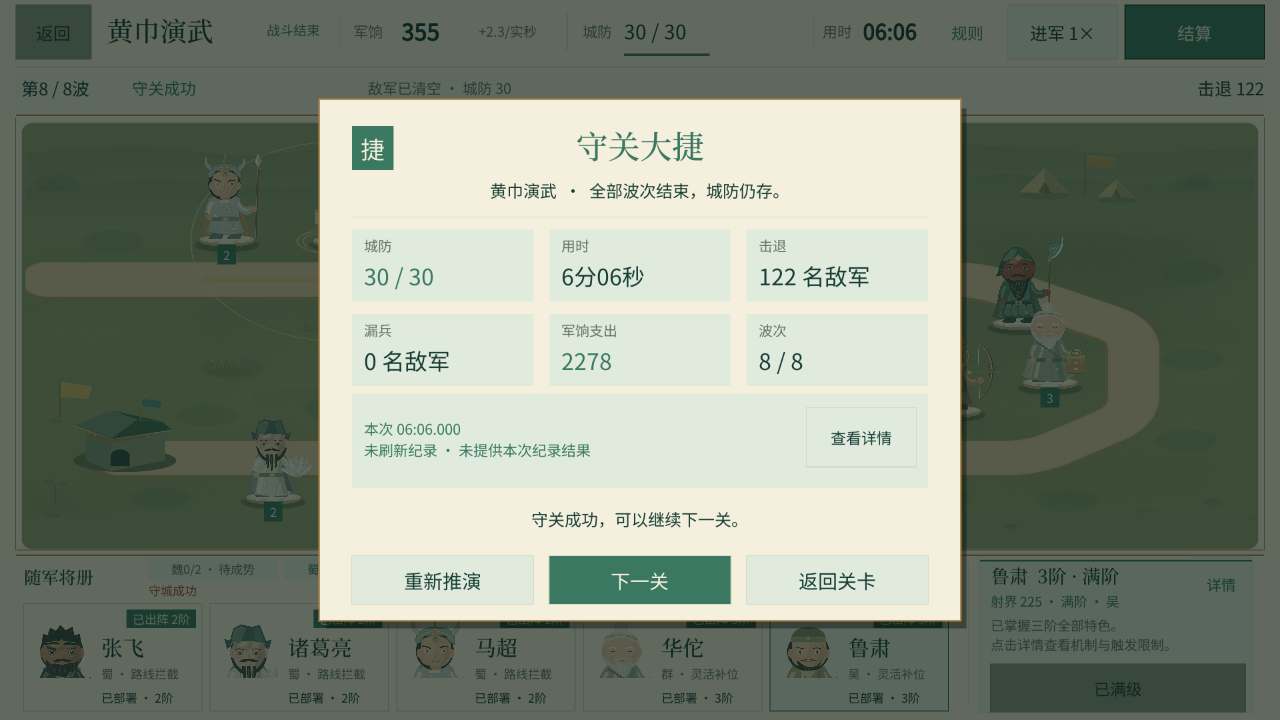 返回
黄巾演武
战斗结束
军饷 355 +2.3/实秒
城防 30 / 30
用时 06:06
规则
进军 1×
结算
第8 / 8波
守关成功
敌军已清空 · 城防 30
击退 122
捷
守关大捷
黄巾演武 · 全部波次结束，城防仍存。
城防
30 / 30
用时
6分06秒
击退
122 名敌军
漏兵
0 名敌军
军饷支出
2278
波次
8 / 8
本次 06:06.000
未刷新纪录 · 未提供本次纪录结果
查看详情
守关成功，可以继续下一关。
重新推演
下一关
返回关卡
2
3
2
随军将册
魏0/2 · 待成势
蜀
守城成功
已出阵 2阶
张飞
蜀 · 路线拦截
已部署 · 2阶
诸葛亮
蜀 · 路线拦截
已部署 · 2阶
马超
蜀 · 路线拦截
已部署 · 2阶
华佗
群 · 灵活补位
已部署 · 3阶
鲁肃
吴 · 灵活补位
已部署 · 3阶
鲁肃 3阶 · 满阶
详情
射界 225 · 满阶 · 吴
已掌握三阶全部特色。
点击详情查看机制与触发限制。
已满级